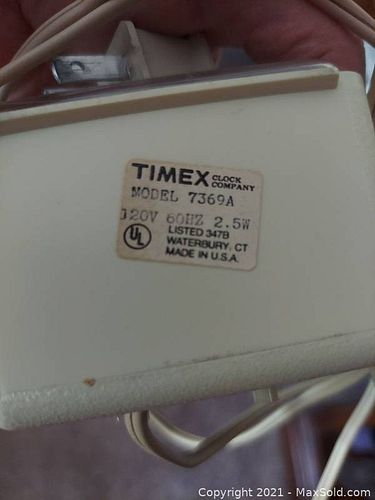 TIMEX CLOCK COMPANY
MODEL 7369A
120V 60HZ 2.5W
UL LISTED 347B
WATERBURY, CT
MADE IN U.S.A.
Copyright © 2021 - MaxSold.com